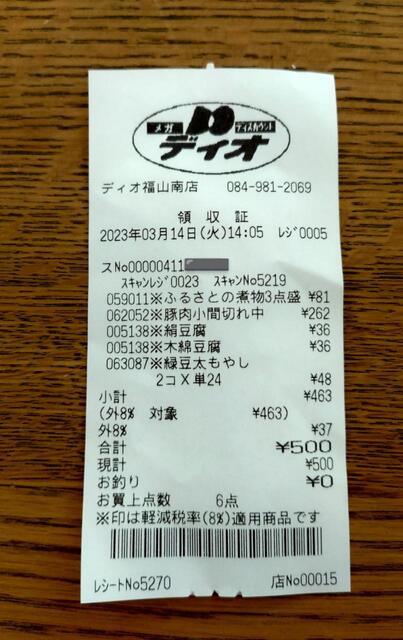 メガ ディスカウント
ディオ
ディオ福山南店 084-981-2069
領収証
2023年03月14日(火)14:05 ﾚｼﾞ0005
スNo00000411
ｽｷｬﾝﾚｼﾞ0023 ｽｷｬﾝNo5219
059011※ふるさとの煮物3点盛 ¥81
062052※豚肉小間切れ中 ¥262
005138※絹豆腐 ¥36
005138※木綿豆腐 ¥36
063087※緑豆太もやし
2コX単24 ¥48
小計 ¥463
(外8% 対象 ¥463)
外8% ¥37
合計 ¥500
現計 ¥500
お釣り ¥0
お買上点数 6点
※印は軽減税率(8%)適用商品です
ﾚｼｰﾄNo5270 店No00015